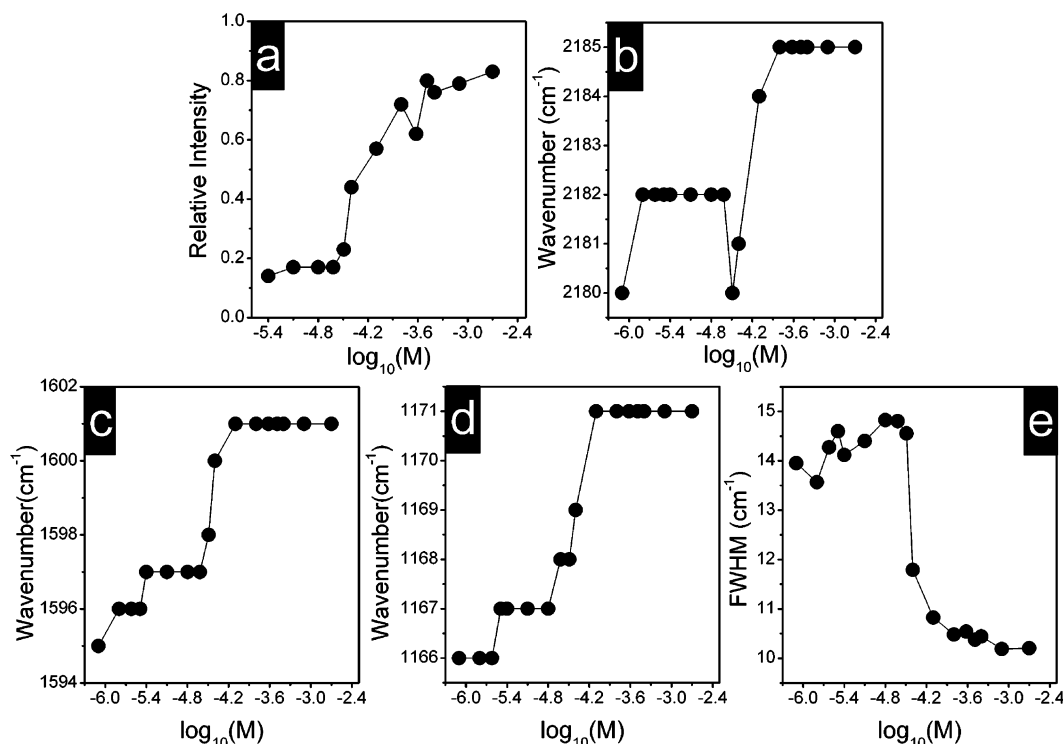 a
Relative Intensity
1.0
0.8
0.6
0.4
0.2
0.0
-5.4 -4.8 -4.2 -3.6 -3.0 -2.4
log10(M)
b
Wavenumber (cm-1)
2185
2184
2183
2182
2181
2180
-6.0 -5.4 -4.8 -4.2 -3.6 -3.0 -2.4
log10(M)
c
Wavenumber(cm-1)
1602
1600
1598
1596
1594
-6.0 -5.4 -4.8 -4.2 -3.6 -3.0 -2.4
log10(M)
d
Wavenumber(cm-1)
1171
1170
1169
1168
1167
1166
-6.0 -5.4 -4.8 -4.2 -3.6 -3.0 -2.4
log10(M)
e
FWHM (cm-1)
15
14
13
12
11
10
-6.0 -5.4 -4.8 -4.2 -3.6 -3.0 -2.4
log10(M)